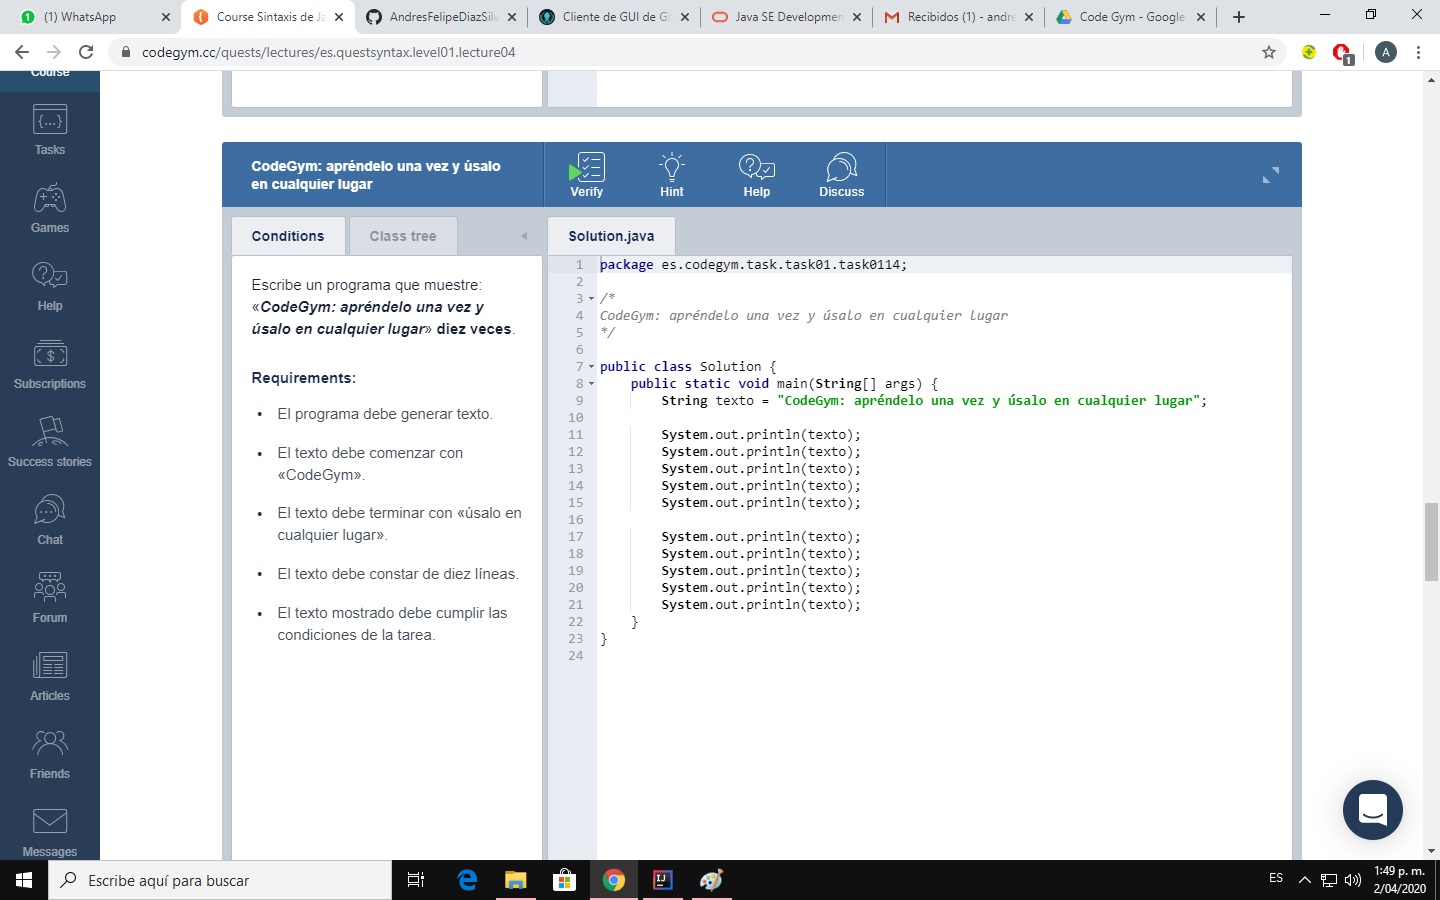 (1) WhatsApp
Course Sintaxis de Ja
AndresFelipeDiazSilv
Cliente de GUI de Gi
Java SE Developmen
Recibidos (1) - andre
Code Gym - Google
codegym.cc/quests/lectures/es.questsyntax.level01.lecture04
A
1
Course
Tasks
Games
Help
Subscriptions
Success stories
Chat
Forum
Articles
Friends
Messages
CodeGym: apréndelo una vez y úsalo
en cualquier lugar
Verify
Hint
Help
Discuss
Conditions
Class tree
Solution.java
Escribe un programa que muestre:
«CodeGym: apréndelo una vez y
úsalo en cualquier lugar» diez veces.
Requirements:
• El programa debe generar texto.
• El texto debe comenzar con
«CodeGym».
• El texto debe terminar con «úsalo en
cualquier lugar».
• El texto debe constar de diez líneas.
• El texto mostrado debe cumplir las
condiciones de la tarea.
1 package es.codegym.task.task01.task0114;
2
3 /*
4 CodeGym: apréndelo una vez y úsalo en cualquier lugar
5 */
6
7 public class Solution {
8 public static void main(String[] args) {
9 String texto = "CodeGym: apréndelo una vez y úsalo en cualquier lugar";
10
11 System.out.println(texto);
12 System.out.println(texto);
13 System.out.println(texto);
14 System.out.println(texto);
15 System.out.println(texto);
16
17 System.out.println(texto);
18 System.out.println(texto);
19 System.out.println(texto);
20 System.out.println(texto);
21 System.out.println(texto);
22 }
23 }
24
Escribe aquí para buscar
ES
1:49 p. m.
2/04/2020